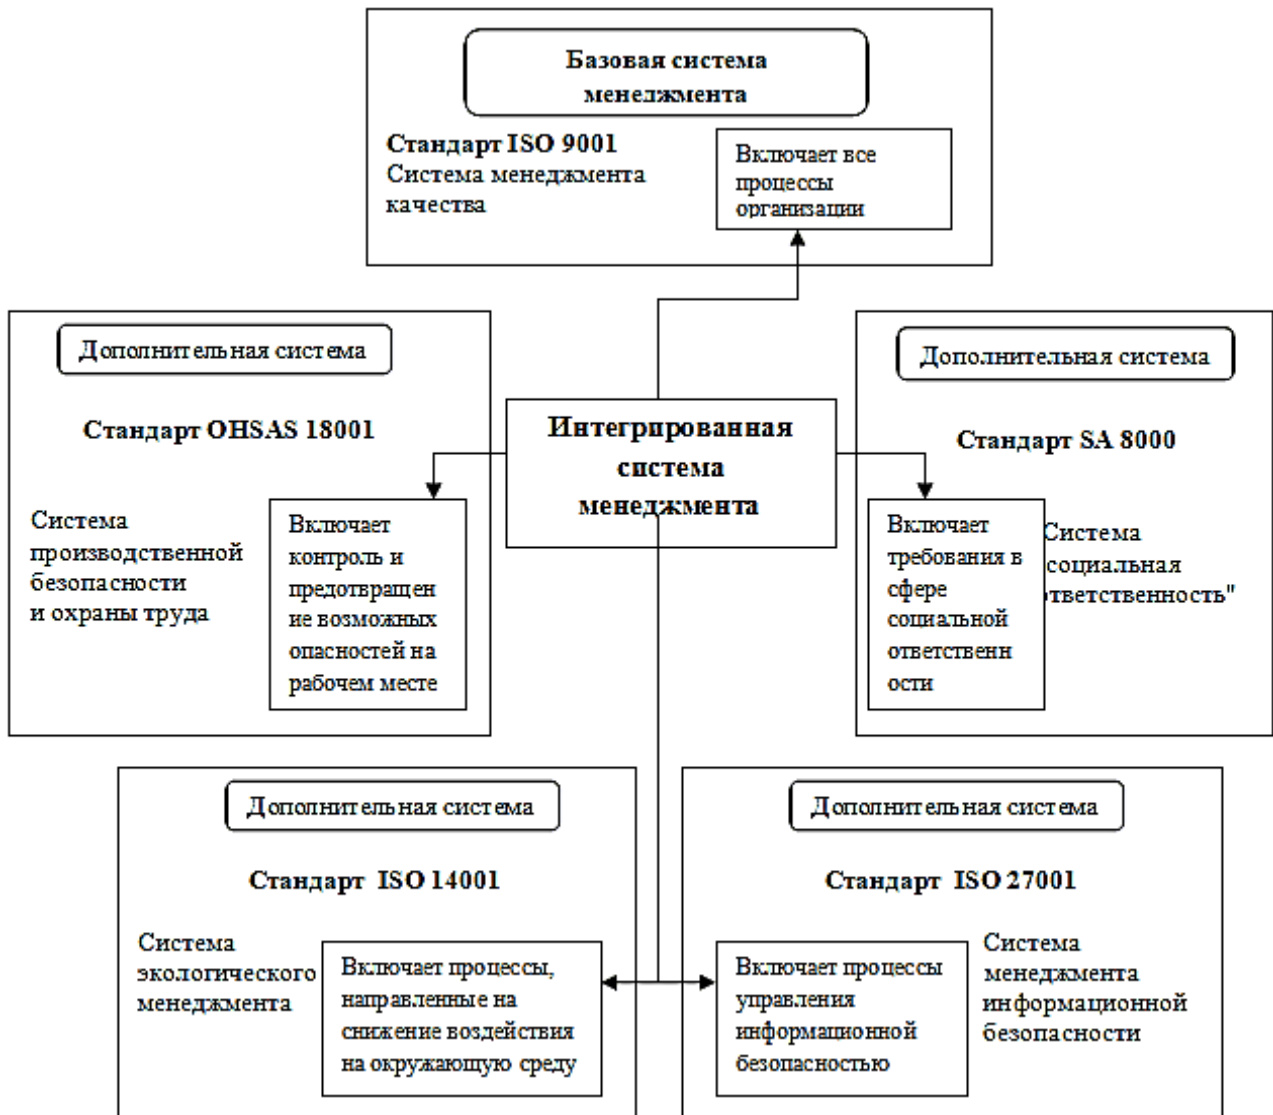 Базовая система
менеджмента
Стандарт ISO 9001
Система менеджмента
качества
Включает все
процессы
организации
Дополнительная система
Стандарт OHSAS 18001
Система
производственной
безопасности
и охраны труда
Включает
контроль и
предотвращен
ие возможных
опасностей на
рабочем месте
Интегрированная
система
менеджмента
Дополнительная система
Стандарт SA 8000
Включает
требования в
сфере
социальной
ответственн
ости
Система
социальная
тветственность"
Дополнительная система
Стандарт ISO 14001
Система
экологического
менеджмента
Включает процессы,
направленные на
снижение воздействия
на окружающую среду
Дополнительная система
Стандарт ISO 27001
Включает процессы
управления
информационной
безопасностью
Система
менеджмента
информационной
безопасности